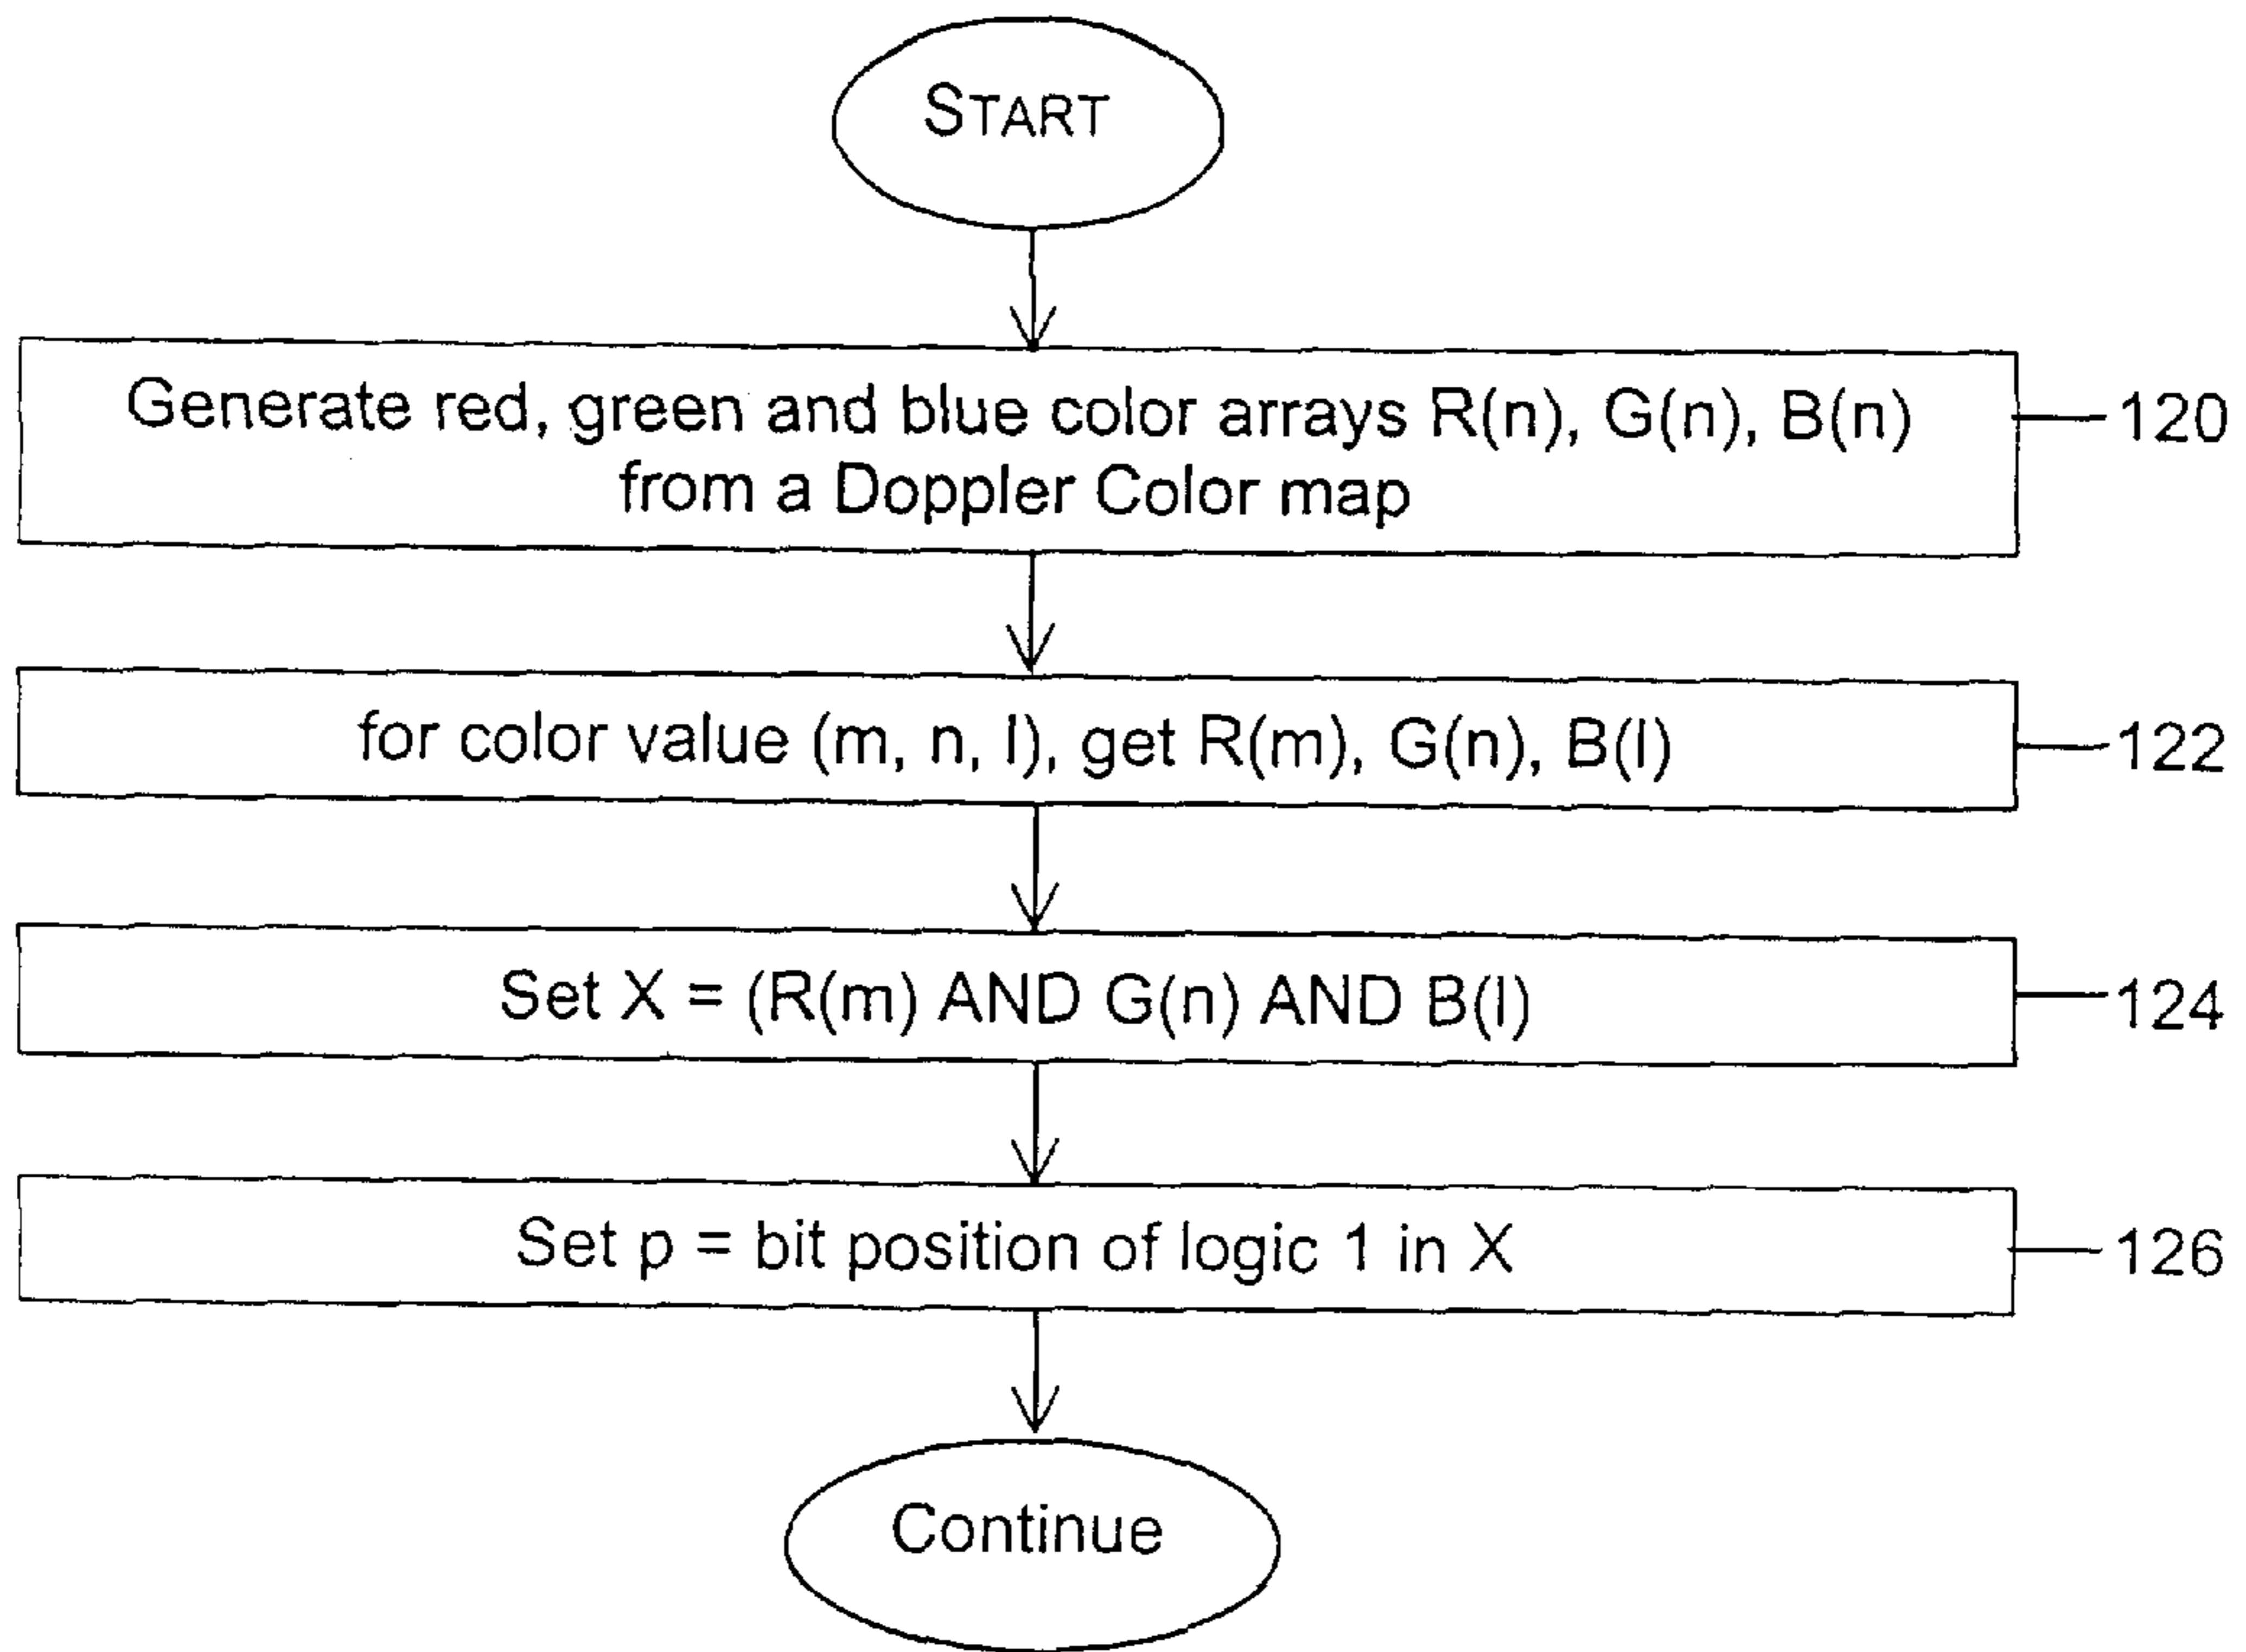 START
Generate red, green and blue color arrays R(n), G(n), B(n)
from a Doppler Color map
120
for color value (m, n, l), get R(m), G(n), B(l)
122
Set X = (R(m) AND G(n) AND B(l)
124
Set p = bit position of logic 1 in X
126
Continue